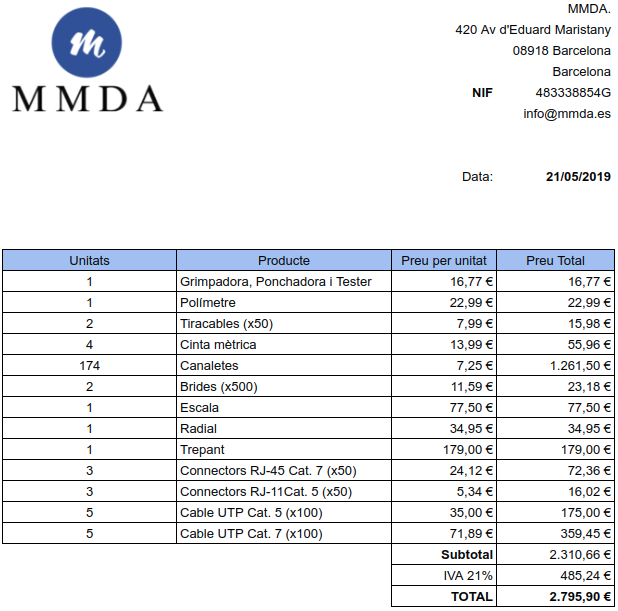 m
MMDA
MMDA.
420 Av d'Eduard Maristany
08918 Barcelona
Barcelona
NIF 483338854G
info@mmda.es
Data: 21/05/2019
Unitats Producte Preu per unitat Preu Total
1 Grimpadora, Ponchadora i Tester 16,77 € 16,77 €
1 Polímetre 22,99 € 22,99 €
2 Tiracables (x50) 7,99 € 15,98 €
4 Cinta mètrica 13,99 € 55,96 €
174 Canaletes 7,25 € 1.261,50 €
2 Brides (x500) 11,59 € 23,18 €
1 Escala 77,50 € 77,50 €
1 Radial 34,95 € 34,95 €
1 Trepant 179,00 € 179,00 €
3 Connectors RJ-45 Cat. 7 (x50) 24,12 € 72,36 €
3 Connectors RJ-11Cat. 5 (x50) 5,34 € 16,02 €
5 Cable UTP Cat. 5 (x100) 35,00 € 175,00 €
5 Cable UTP Cat. 7 (x100) 71,89 € 359,45 €
Subtotal 2.310,66 €
IVA 21% 485,24 €
TOTAL 2.795,90 €